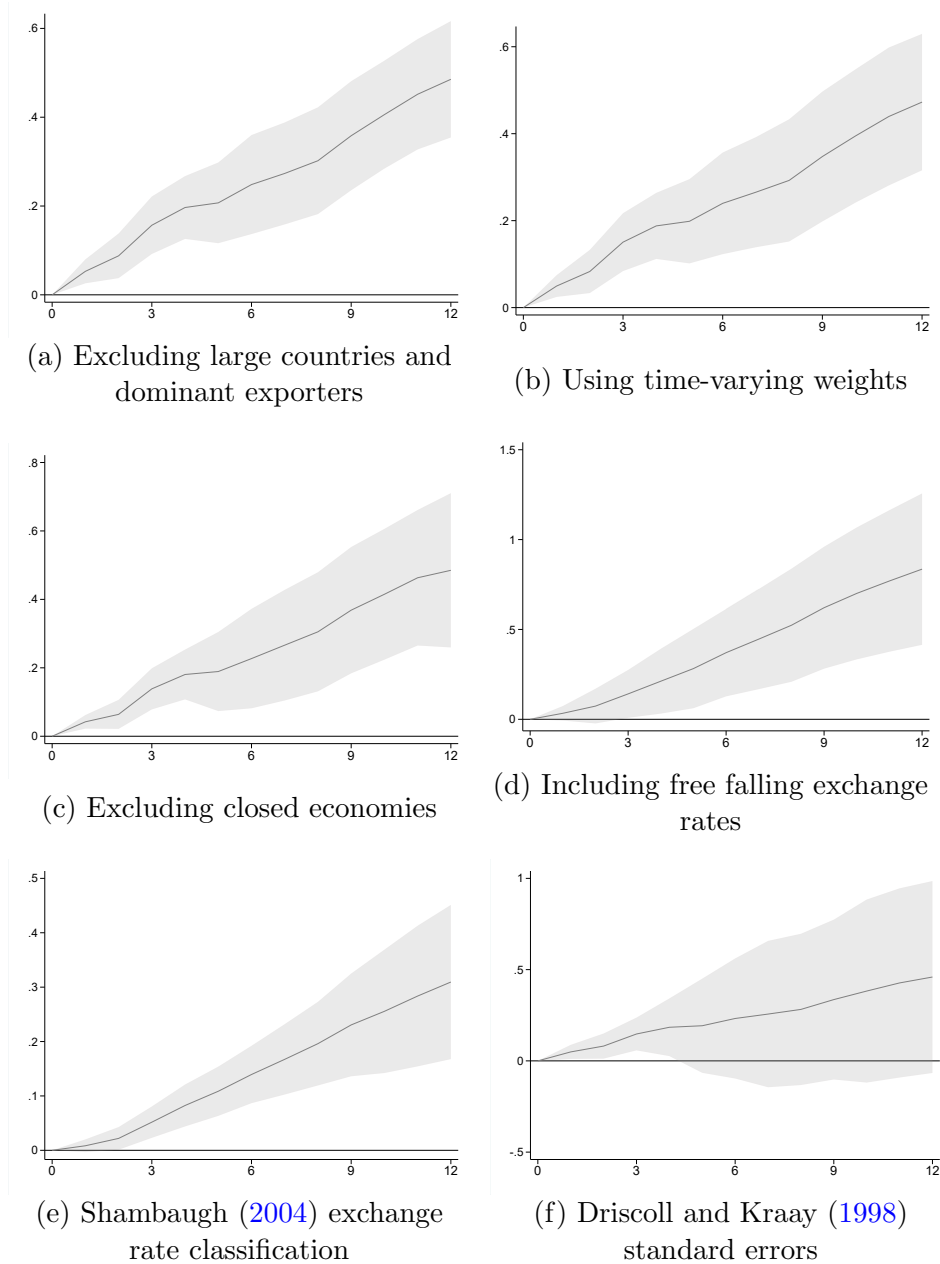 .6
.4
.2
0
0 3 6 9 12
(a) Excluding large countries and
dominant exporters
.6
.4
.2
0
0 3 6 9 12
(b) Using time-varying weights
.8
.6
.4
.2
0
0 3 6 9 12
(c) Excluding closed economies
1.5
1
.5
0
0 3 6 9 12
(d) Including free falling exchange
rates
.5
.4
.3
.2
.1
0
0 3 6 9 12
(e) Shambaugh (2004) exchange
rate classification
1
.5
0
-.5
0 3 6 9 12
(f) Driscoll and Kraay (1998)
standard errors